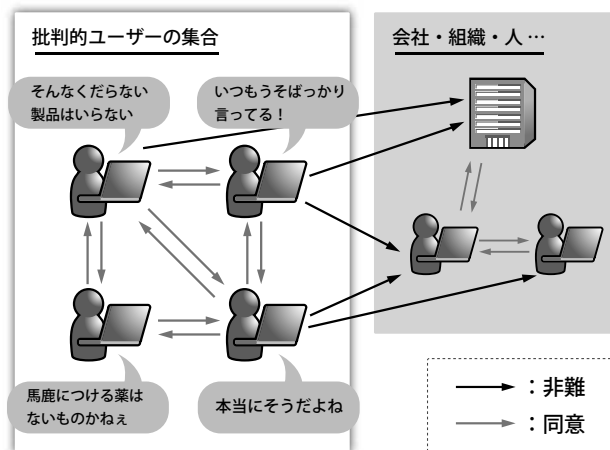 批判的ユーザーの集合
会社・組織・人 …
そんなくだらない
製品はいらない
いつもうそばっかり
言ってる！
馬鹿につける薬は
ないものかねぇ
本当にそうだよね
：非難
：同意